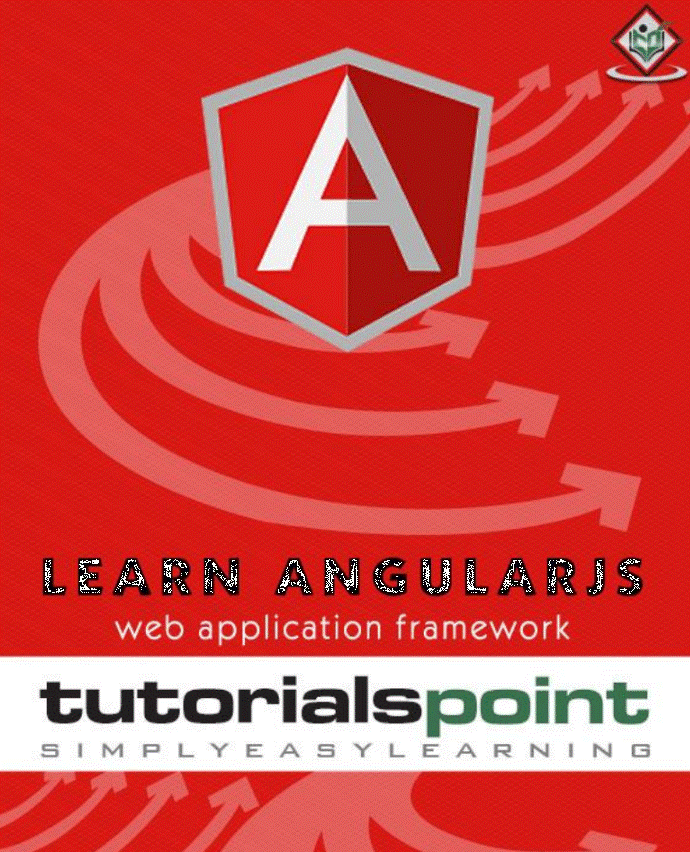 A
LEARN ANGULARJS
web application framework
tutorialspoint
SIMPLYEASYLEARNING